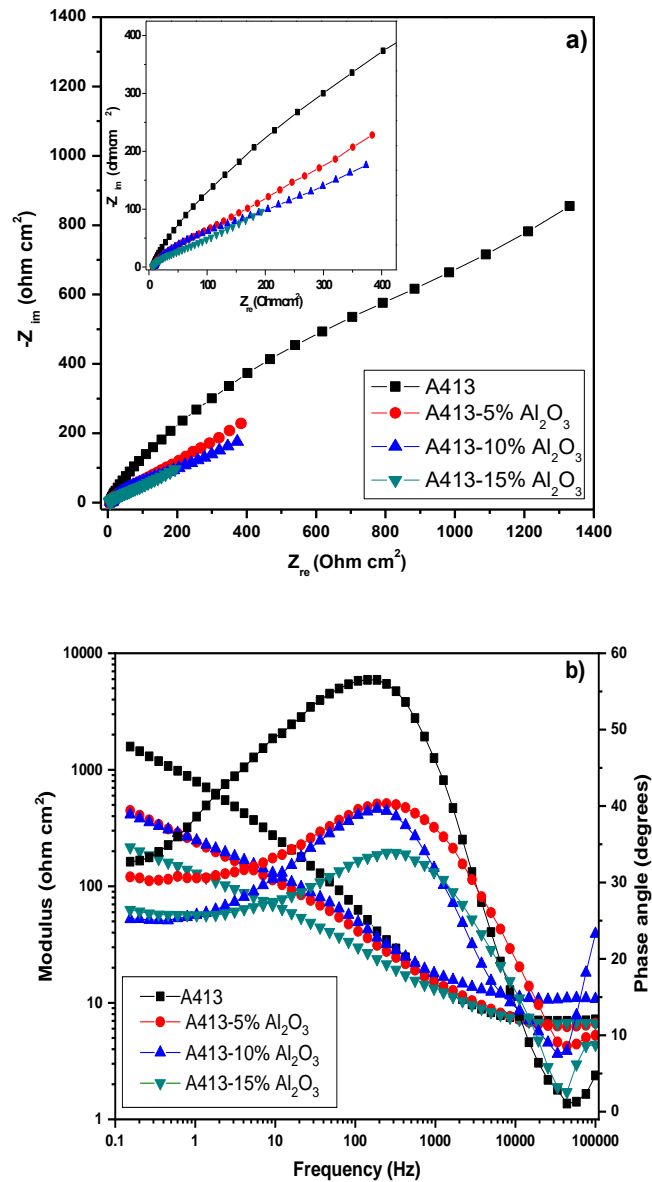 1400
1200
1000
800
600
400
200
0
-Z im (ohm cm²)
0 200 400 600 800 1000 1200 1400
Z re (Ohm cm²)
a)
400
300
200
100
0
-Z im (ohm cm²)
0 100 200 300 400
Z re (Ohm cm²)
A413
A413-5% Al₂O₃
A413-10% Al₂O₃
A413-15% Al₂O₃
b)
10000
1000
100
10
1
Modulus (ohm cm²)
60
50
40
30
20
10
0
Phase angle (degrees)
A413
A413-5% Al₂O₃
A413-10% Al₂O₃
A413-15% Al₂O₃
0.1 1 10 100 1000 10000 100000
Frequency (Hz)